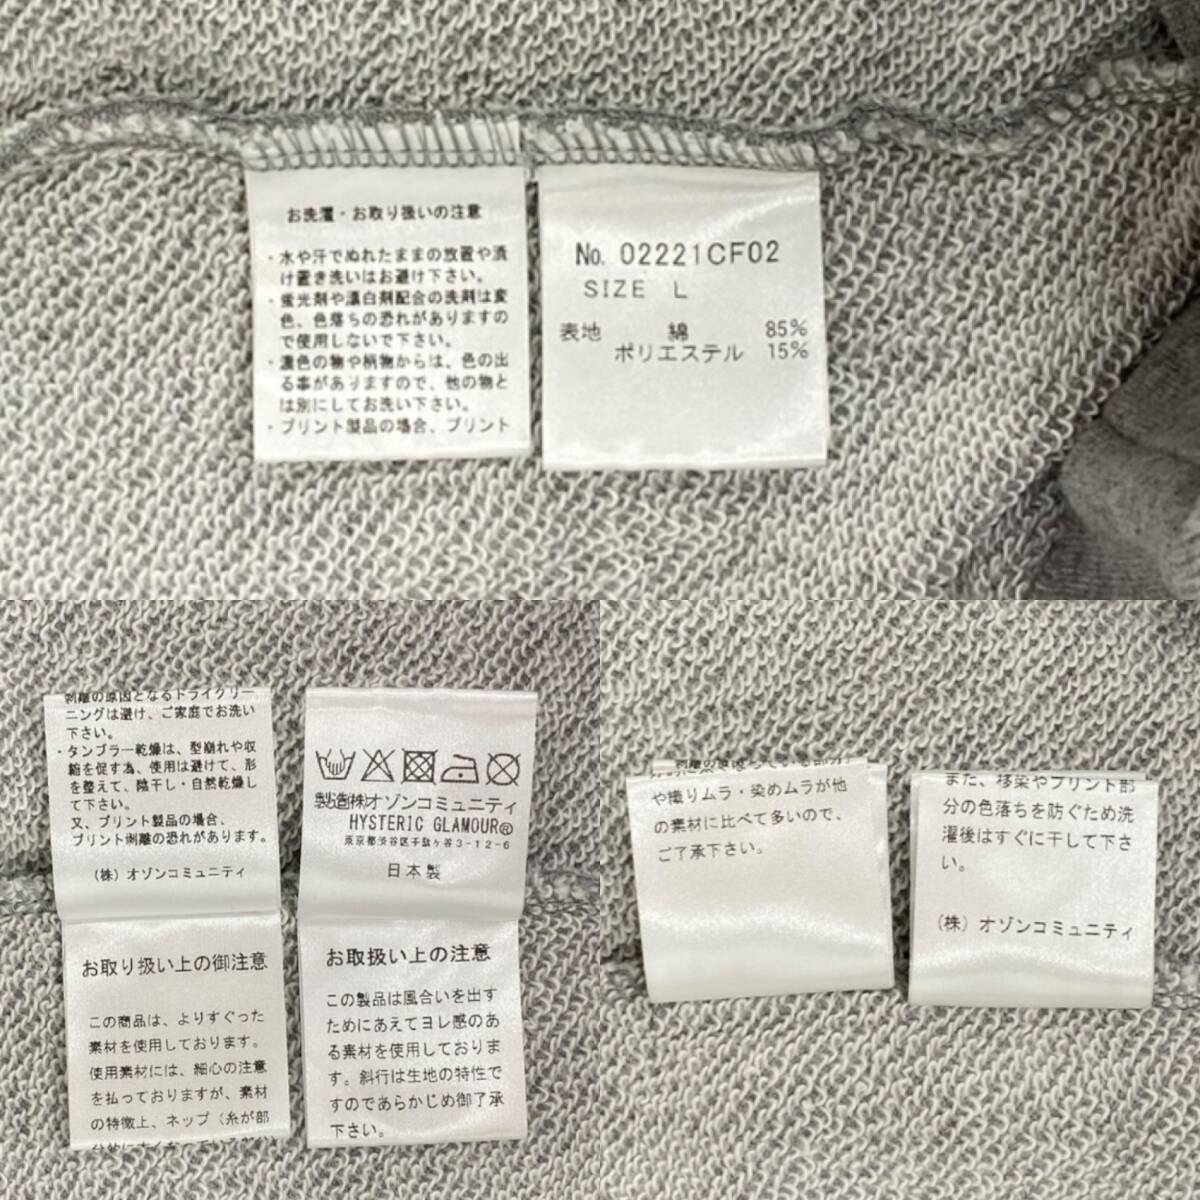 お洗濯・お取り扱いの注意
・水や汗でぬれたままの放置や漬
け置き洗いはお避け下さい。
・蛍光剤や漂白剤配合の洗剤は変
色、色落ちの恐れがありますの
で使用しないで下さい。
・濃色の物や柄物からは、色の出
る事がありますので、他の物と
は別にしてお洗い下さい。
・プリント製品の場合、プリント
No. 02221CF02
SIZE L
表地 綿 85%
ポリエステル 15%
剥離の原因となるドライクリー
ニングは避け、ご家庭でお洗い
下さい。
・タンブラー乾燥は、型崩れや収
縮を促す為、使用は避けて、形
を整えて、陰干し・自然乾燥し
て下さい。
又、プリント製品の場合、
プリント剥離の恐れがあります。
(株) オゾンコミュニティ
お取り扱い上の御注意
この商品は、よりすぐった
素材を使用しております。
使用素材には、細心の注意
を払っておりますが、素材
の特徴上、ネップ（糸が部
分的に太くなっている部分）
製造㈱オゾンコミュニティ
HYSTERIC GLAMOUR®
東京都渋谷区千駄ヶ谷3-12-6
日本製
お取扱い上の注意
この製品は風合いを出す
ためにあえてヨレ感のあ
る素材を使用しておりま
す。斜行は生地の特性で
すのであらかじめ御了承
下さい。
や織りムラ・染めムラが他
の素材に比べて多いので、
ご了承下さい。
また、移染やプリント部
分の色落ちを防ぐため洗
濯後はすぐに干して下さ
い。
(株) オゾンコミュニティ